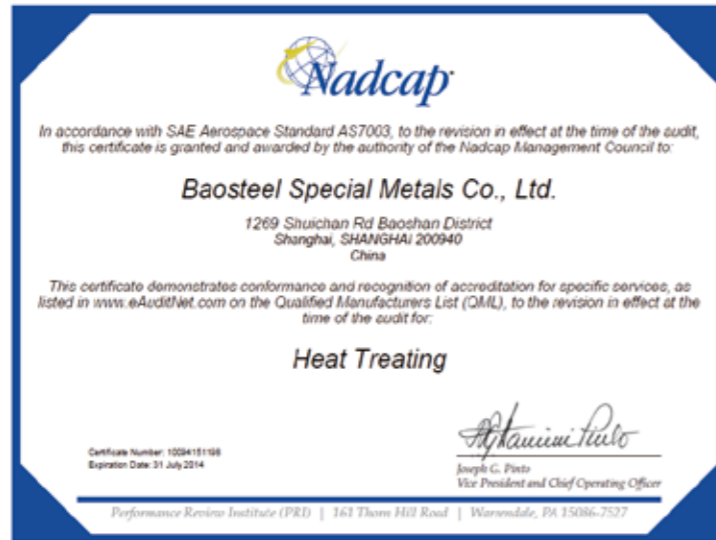 Nadcap
In accordance with SAE Aerospace Standard AS7003, to the revision in effect at the time of the audit,
this certificate is granted and awarded by the authority of the Nadcap Management Council to:
Baosteel Special Metals Co., Ltd.
1269 Shuichan Rd Baoshan District
Shanghai, SHANGHAI 200940
China
This certificate demonstrates conformance and recognition of accreditation for specific services, as
listed in www.eAuditNet.com on the Qualified Manufacturers List (QML), to the revision in effect at the
time of the audit for:
Heat Treating
Certificate Number: 10094151198
Expiration Date: 31 July 2014
Joseph G. Pinto
Vice President and Chief Operating Officer
Performance Review Institute (PRI) | 161 Thorn Hill Road | Warrendale, PA 15086-7527